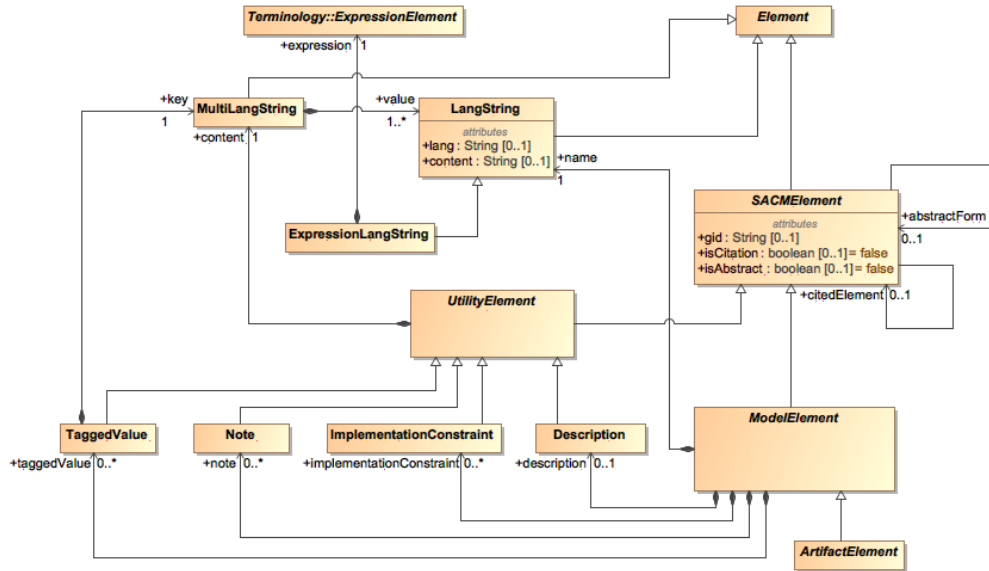 Terminology::ExpressionElement
Element
+expression 1
+key
MultiLangString
+value
LangString
1
1..*
attributes
+content 1
+lang : String [0..1]
+content : String [0..1]
+name
1
SACMElement
attributes
+abstractForm
+gid : String [0..1]
0..1
ExpressionLangString
+isCitation : boolean [0..1] = false
+isAbstract : boolean [0..1] = false
+citedElement 0..1
UtilityElement
ModelElement
TaggedValue
Note
ImplementationConstraint
Description
+taggedValue 0..*
+note 0..*
+implementationConstraint 0..*
+description 0..1
ArtifactElement